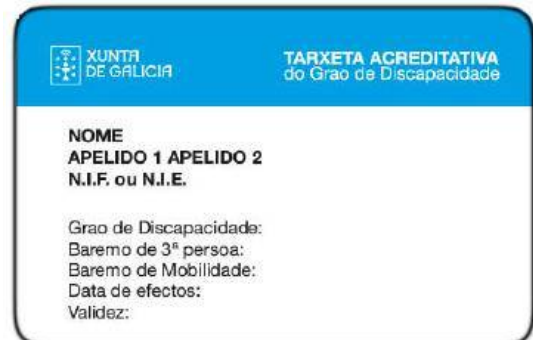 XUNTA
DE GALICIA
TARXETA ACREDITATIVA
do Grao de Discapacidade
NOME
APELIDO 1 APELIDO 2
N.I.F. ou N.I.E.
Grao de Discapacidade:
Baremo de 3ª persoa:
Baremo de Mobilidade:
Data de efectos:
Validez: